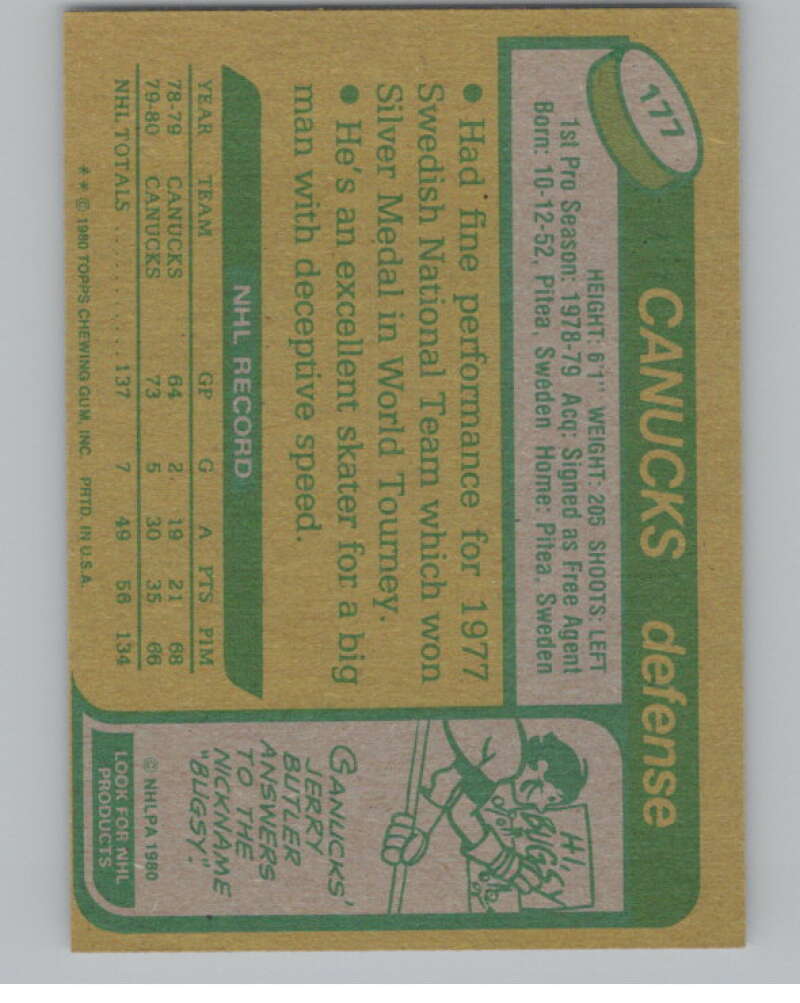 177
CANUCKS defense
HEIGHT: 6'1" WEIGHT: 205 SHOOTS: LEFT
1st Pro Season: 1978-79 Acq: Signed as Free Agent
Born: 10-12-52, Pitea, Sweden Home: Pitea, Sweden
● Had fine performance for 1977
Swedish National Team which won
Silver Medal in World Tourney.
● He's an excellent skater for a big
man with deceptive speed.
NHL RECORD
YEAR TEAM GP G A PTS PIM
78-79 CANUCKS 64 2 19 21 68
79-80 CANUCKS 73 5 30 35 66
NHL TOTALS . . . . . . . . . . . . 137 7 49 56 134
* * © 1980 TOPPS CHEWING GUM, INC. PRTD. IN U.S.A.
HI,
BUGSY
CANUCKS'
JERRY
BUTLER
ANSWERS
TO THE
NICKNAME
"BUGSY."
© NHLPA 1980
LOOK FOR NHL
PRODUCTS